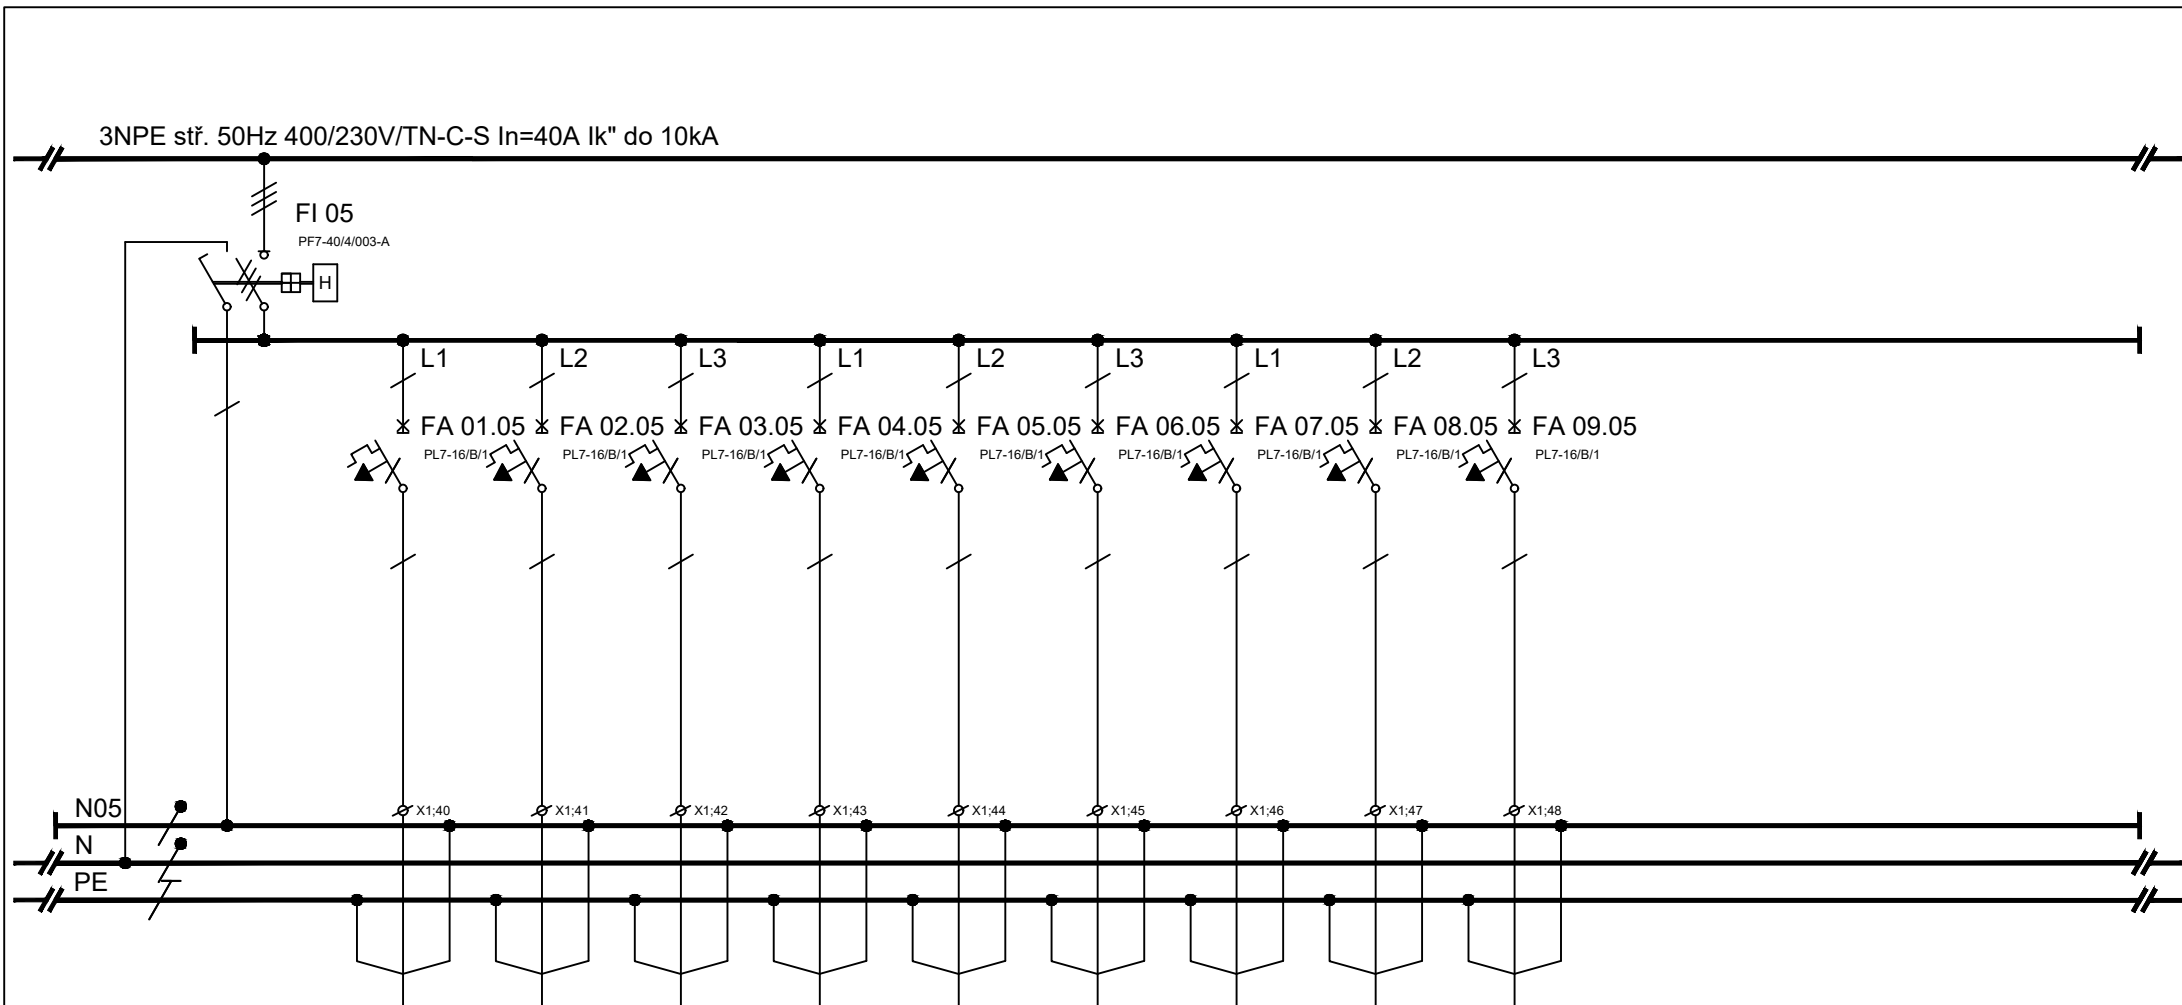 3NPE stř. 50Hz 400/230V/TN-C-S In=40A Ik" do 10kA
FI 05
PF7-40/4/003-A
H
L1 L2 L3 L1 L2 L3 L1 L2 L3
FA 01.05 FA 02.05 FA 03.05 FA 04.05 FA 05.05 FA 06.05 FA 07.05 FA 08.05 FA 09.05
PL7-16/B/1 PL7-16/B/1 PL7-16/B/1 PL7-16/B/1 PL7-16/B/1 PL7-16/B/1 PL7-16/B/1 PL7-16/B/1 PL7-16/B/1
N05 X1;40 X1;41 X1;42 X1;43 X1;44 X1;45 X1;46 X1;47 X1;48
N
PE